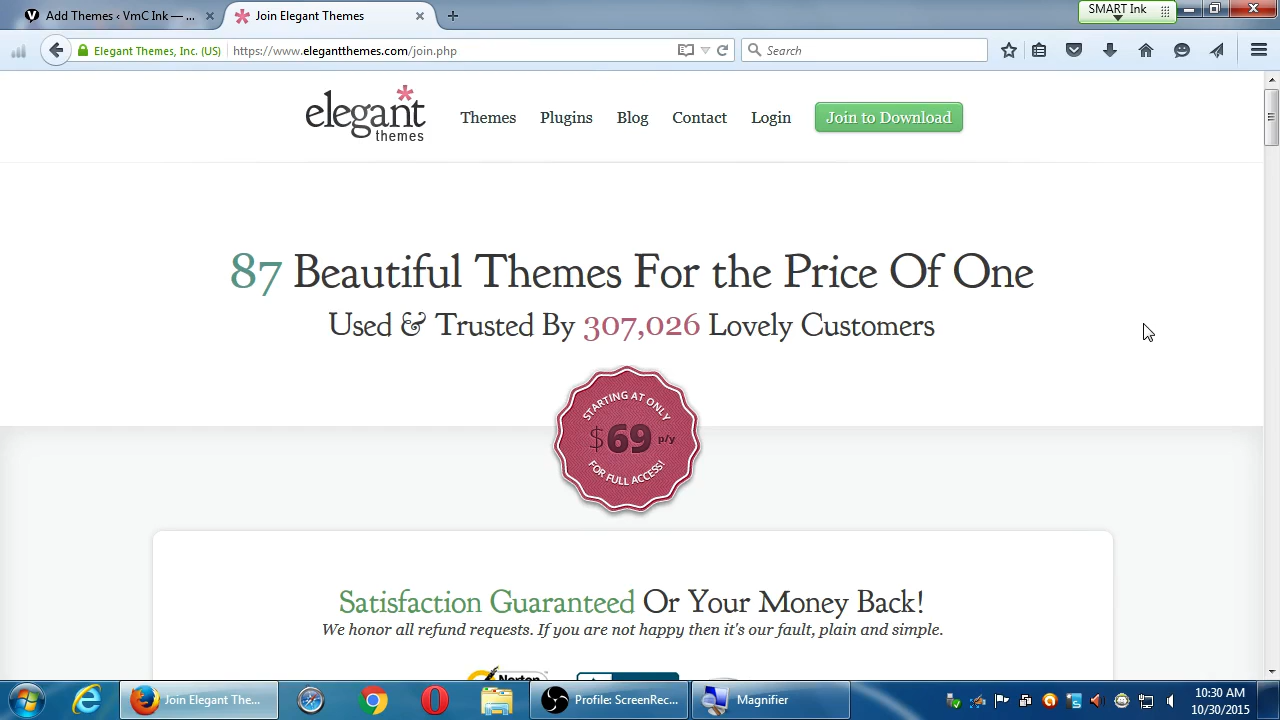 Add Themes ‹ VmC Ink — ...
Join Elegant Themes
SMART Ink
Elegant Themes, Inc. (US)
https://www.elegantthemes.com/join.php
Search
elegant themes
Themes
Plugins
Blog
Contact
Login
Join to Download
87 Beautiful Themes For the Price Of One
Used & Trusted By 307,026 Lovely Customers
STARTING AT ONLY
$69 p/y
FOR FULL ACCESS!
Satisfaction Guaranteed Or Your Money Back!
We honor all refund requests. If you are not happy then it's our fault, plain and simple.
Norton
Join Elegant The...
Profile: ScreenRec...
Magnifier
10:30 AM
10/30/2015